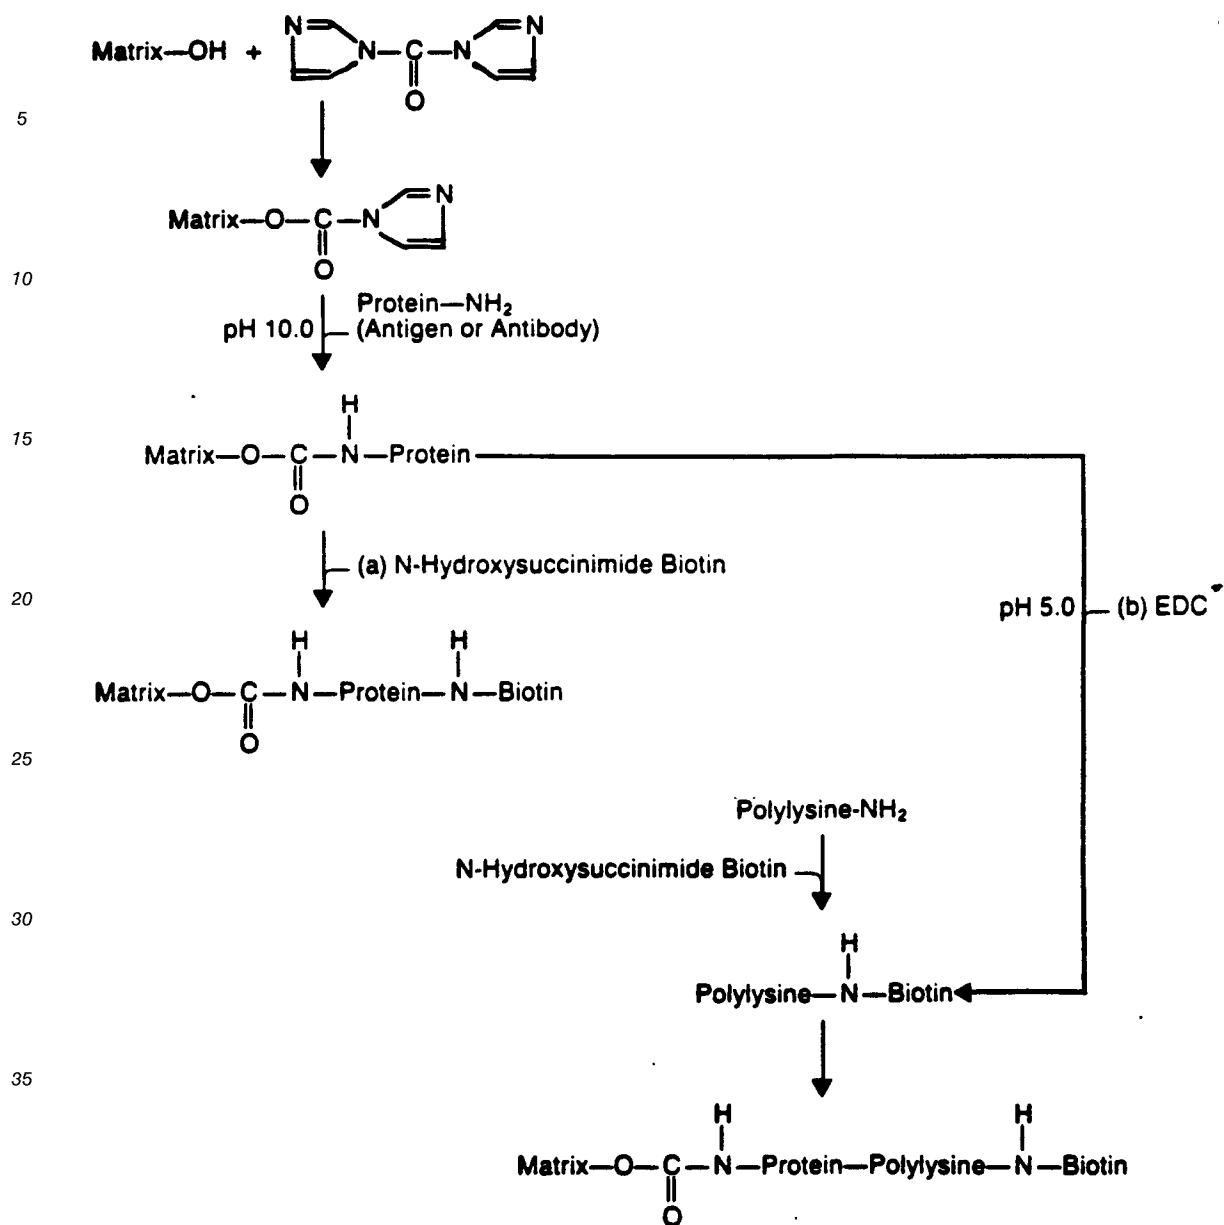 Matrix—OH + N N—C—N N
O
5
Matrix—O—C—N N
O
10
Protein—NH₂
pH 10.0 (Antigen or Antibody)
H
15
Matrix—O—C—N—Protein
O
(a) N-Hydroxysuccinimide Biotin
20
pH 5.0 (b) EDC*
H H
Matrix—O—C—N—Protein—N—Biotin
O
25
Polylysine-NH₂
N-Hydroxysuccinimide Biotin
30
H
Polylysine—N—Biotin
35
H H
Matrix—O—C—N—Protein—Polylysine—N—Biotin
O